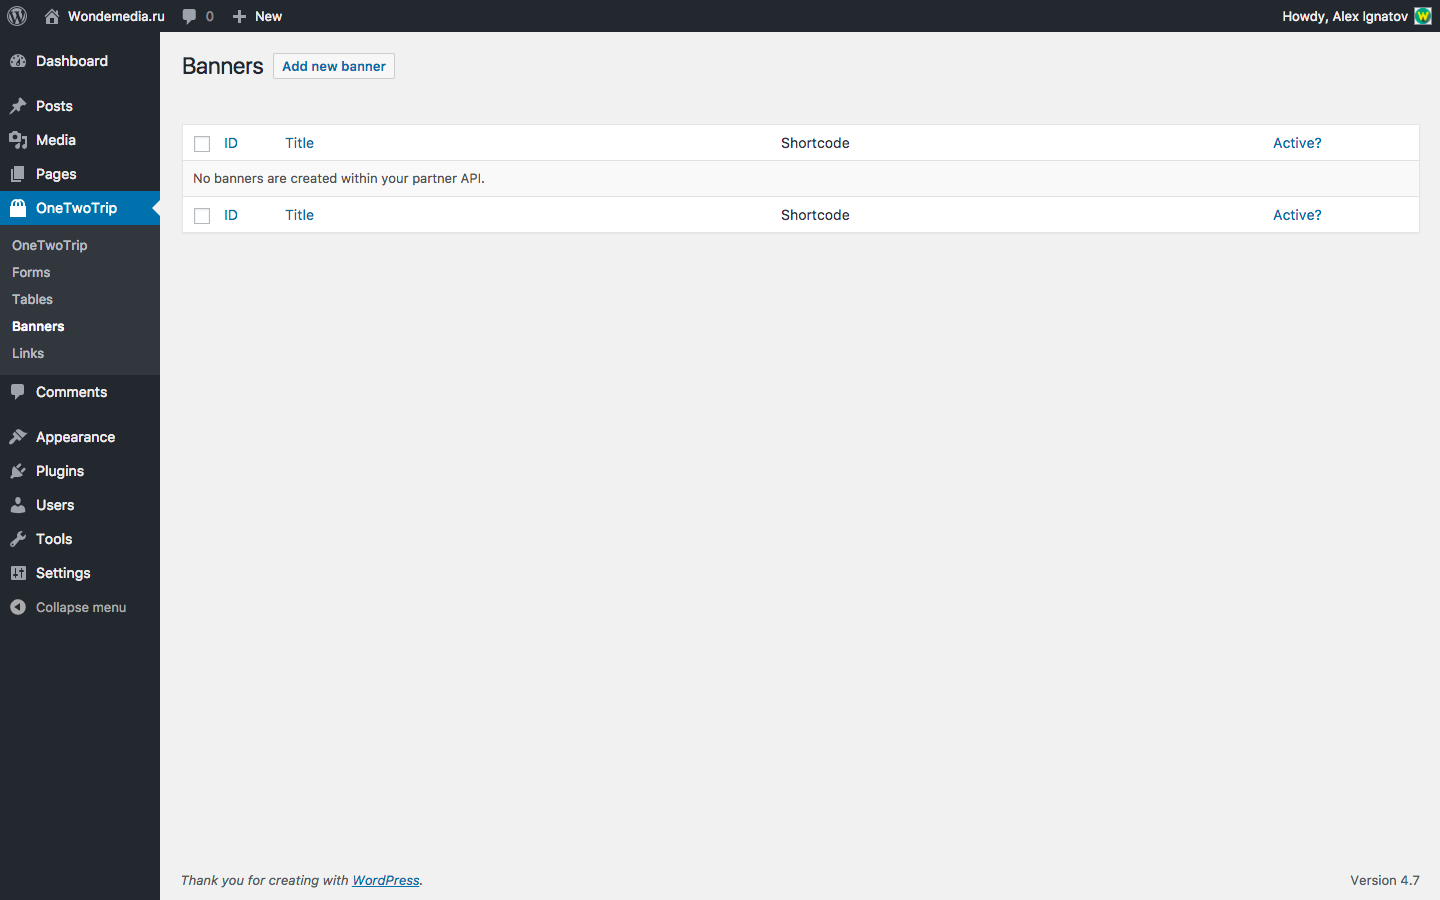 Wondemedia.ru 0 New Howdy, Alex Ignatov W
Dashboard
Posts
Media
Pages
OneTwoTrip
OneTwoTrip
Forms
Tables
Banners
Links
Comments
Appearance
Plugins
Users
Tools
Settings
Collapse menu
Banners Add new banner
ID Title Shortcode Active?
No banners are created within your partner API.
ID Title Shortcode Active?
Thank you for creating with WordPress. Version 4.7